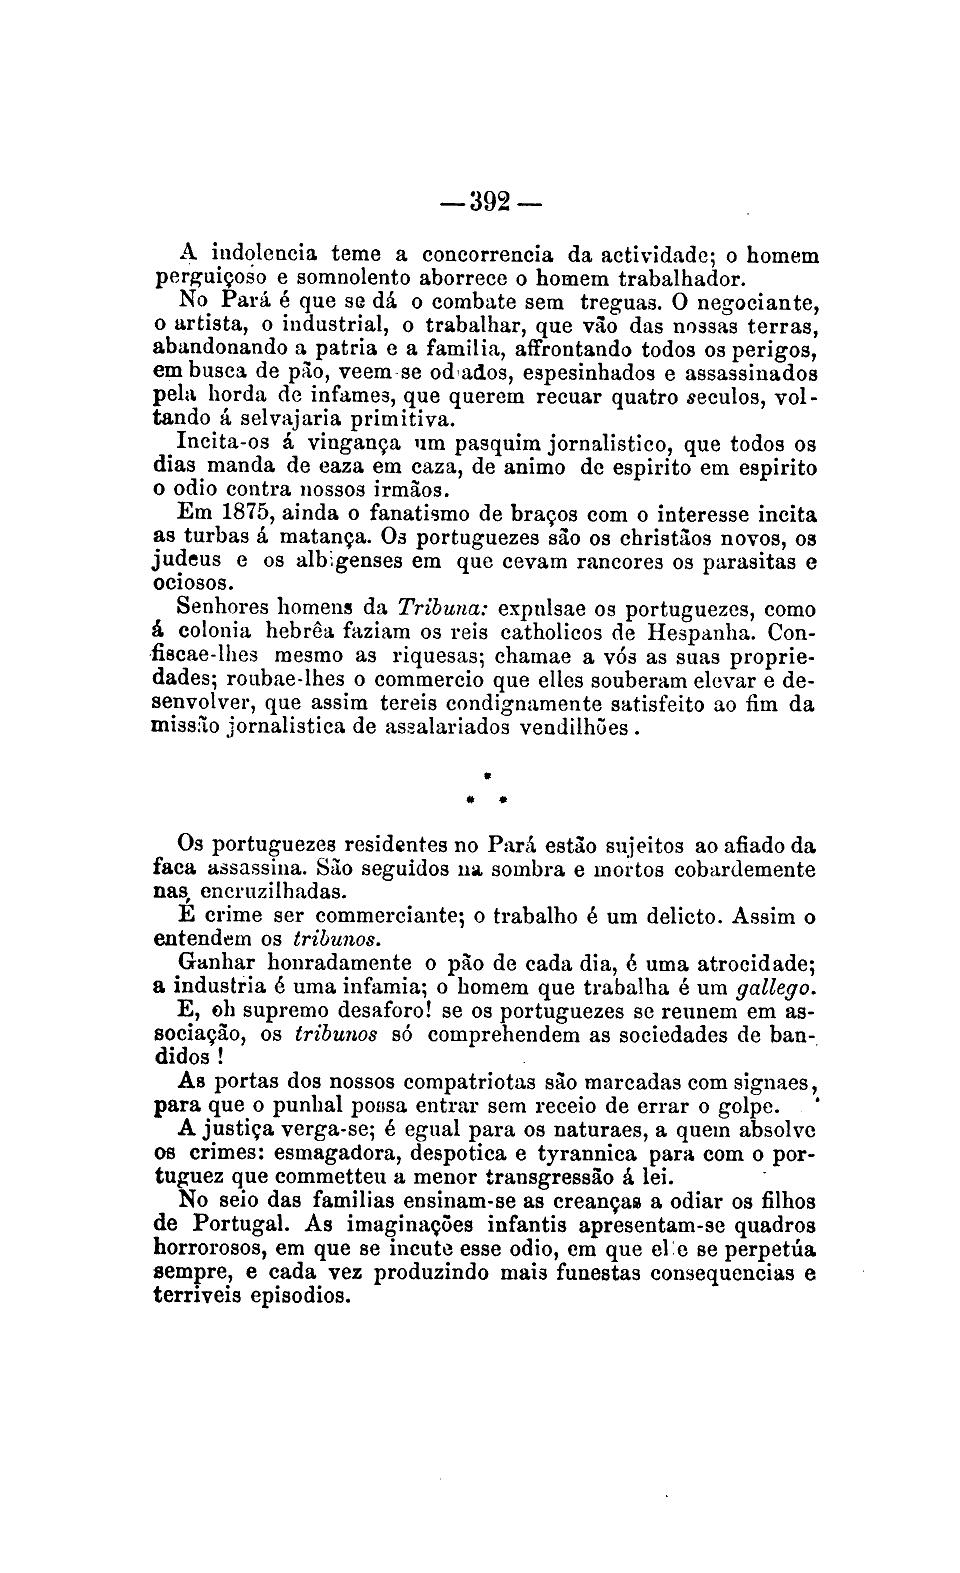 —392—
A indolencia teme a concorrencia da actividade; o homem
perguiçoso e somnolento aborrece o homem trabalhador.
No Pará é que se dá o combate sem treguas. O negociante,
o artista, o industrial, o trabalhar, que vão das nossas terras,
abandonando a patria e a familia, affrontando todos os perigos,
em busca de pão, veem-se odiados, espesinhados e assassinados
pela horda de infames, que querem recuar quatro seculos, vol-
tando á selvajaria primitiva.
Incita-os á vingança um pasquim jornalistico, que todos os
dias manda de caza em caza, de animo de espirito em espirito
o odio contra nossos irmãos.
Em 1875, ainda o fanatismo de braços com o interesse incita
as turbas á matança. Os portuguezes são os christãos novos, os
judeus e os albigenses em que cevam rancores os parasitas e
ociosos.
Senhores homens da Tribuna: expulsae os portuguezes, como
á colonia hebrêa faziam os reis catholicos de Hespanha. Con-
fiscae-lhes mesmo as riquesas; chamae a vós as suas proprie-
dades; roubae-lhes o commercio que elles souberam elevar e de-
senvolver, que assim tereis condignamente satisfeito ao fim da
missão jornalistica de assalariados vendilhões.
*
* *
Os portuguezes residentes no Pará estão sujeitos ao afiado da
faca assassina. São seguidos na sombra e mortos cobardemente
nas encruzilhadas.
É crime ser commerciante; o trabalho é um delicto. Assim o
entendem os tribunos.
Ganhar honradamente o pão de cada dia, é uma atrocidade;
a industria é uma infamia; o homem que trabalha é um gallego.
E, oh supremo desaforo! se os portuguezes se reunem em as-
sociação, os tribunos só comprehendem as sociedades de ban-
didos!
As portas dos nossos compatriotas são marcadas com signaes,
para que o punhal possa entrar sem receio de errar o golpe.
A justiça verga-se; é egual para os naturaes, a quem absolve
os crimes: esmagadora, despotica e tyrannica para com o por-
tuguez que commetteu a menor transgressão á lei.
No seio das familias ensinam-se as creanças a odiar os filhos
de Portugal. As imaginações infantis apresentam-se quadros
horrorosos, em que se incute esse odio, em que elle se perpetúa
sempre, e cada vez produzindo mais funestas consequencias e
terriveis episodios.